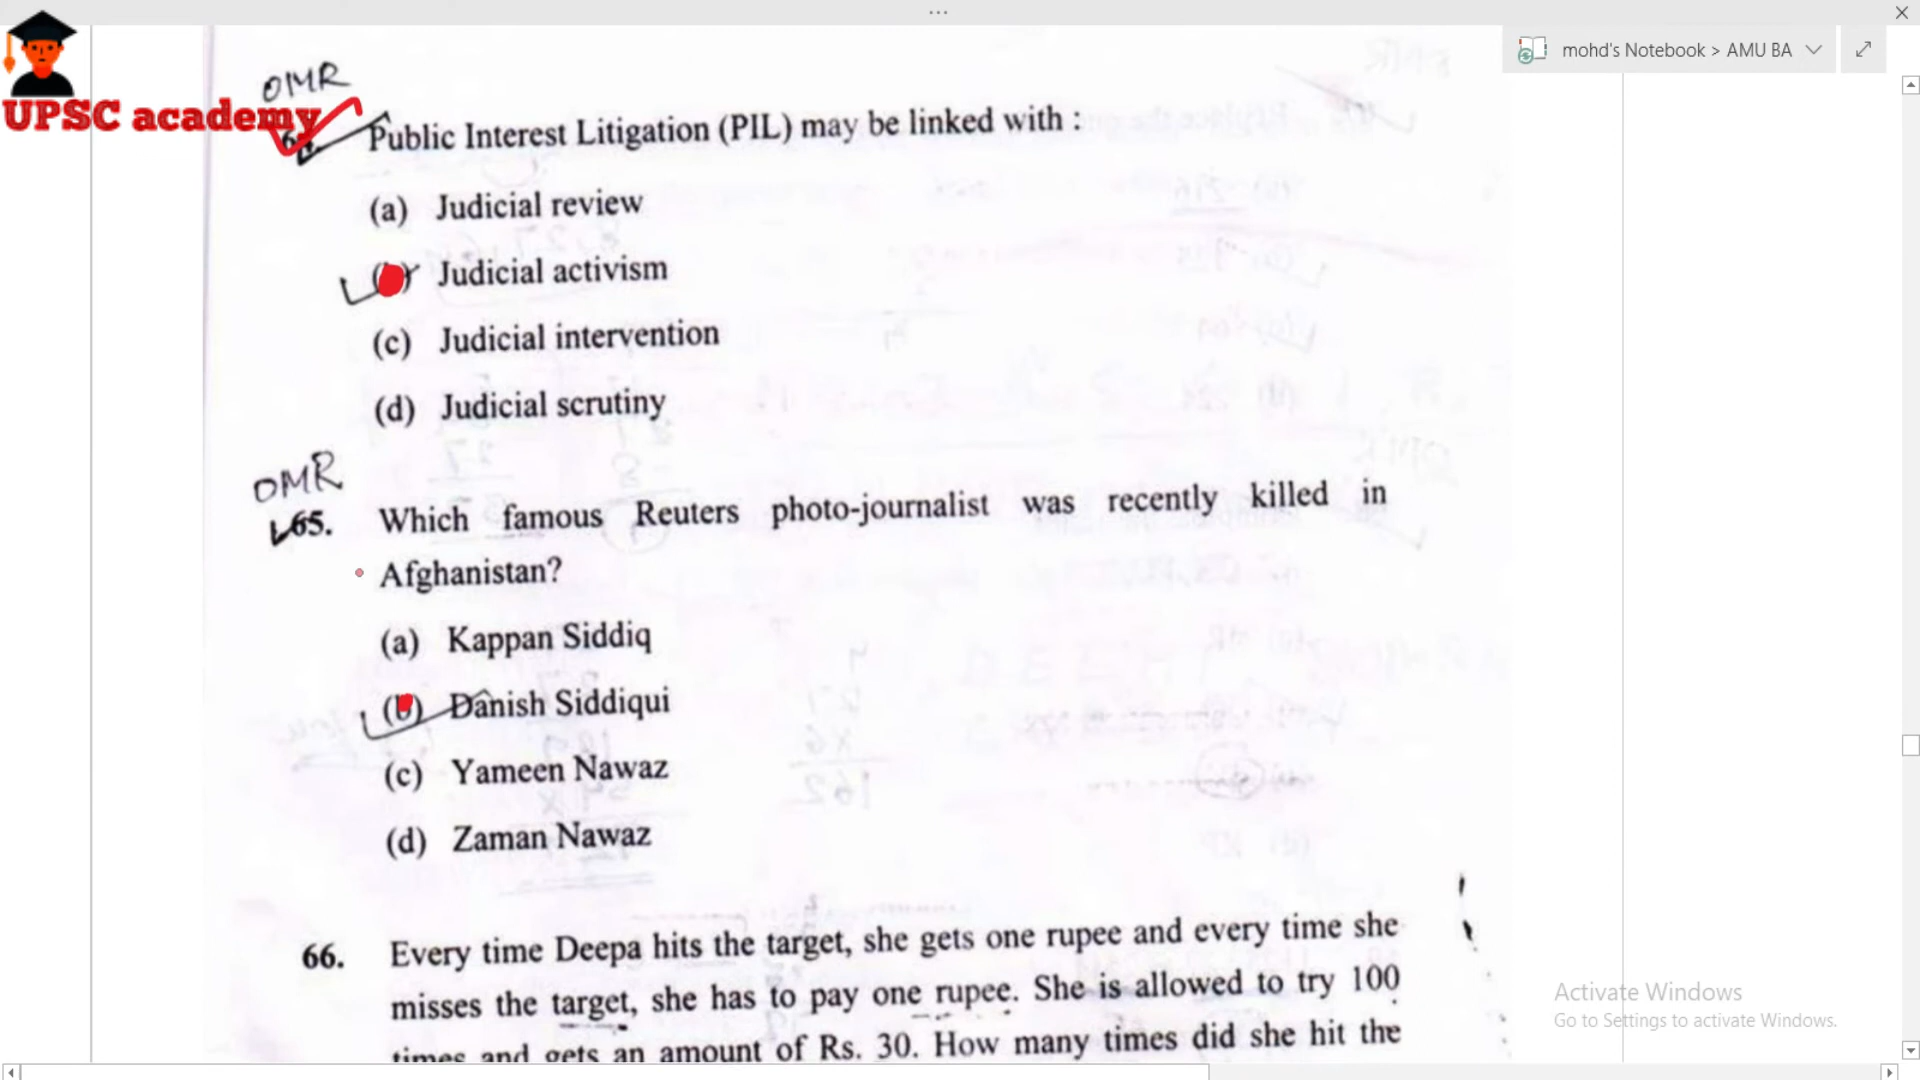 mohd's Notebook > AMU BA
OMR
UPSC academy
Public Interest Litigation (PIL) may be linked with :
(a) Judicial review
Judicial activism
(c) Judicial intervention
(d) Judicial scrutiny
OMR
65. Which famous Reuters photo-journalist was recently killed in
Afghanistan?
(a) Kappan Siddiq
(b) Danish Siddiqui
(c) Yameen Nawaz
(d) Zaman Nawaz
66. Every time Deepa hits the target, she gets one rupee and every time she
misses the target, she has to pay one rupee. She is allowed to try 100
times and gets an amount of Rs. 30. How many times did she hit the
Activate Windows
Go to Settings to activate Windows.